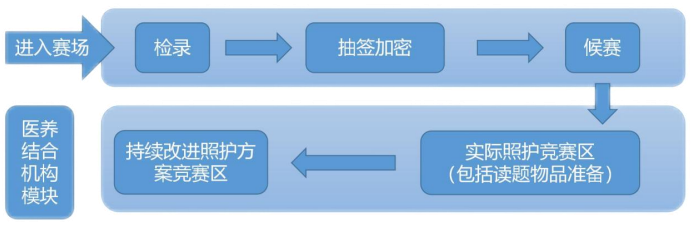 进入赛场
检录
抽签加密
候赛
医养
结合
机构
模块
持续改进照护方
案竞赛区
实际照护竞赛区
（包括读题物品准备）